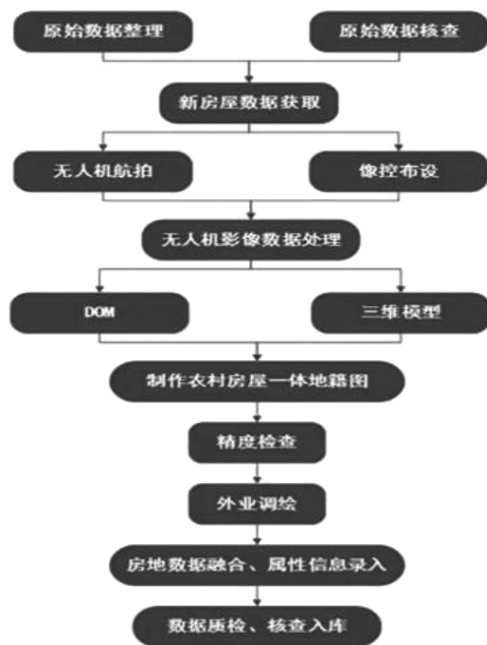 原始数据整理
原始数据核查
新房屋数据获取
无人机航拍
像控布设
无人机影像数据处理
DOM
三维模型
制作农村房屋一体地籍图
精度检查
外业调绘
房地数据融合、属性信息录入
数据质检、核查入库